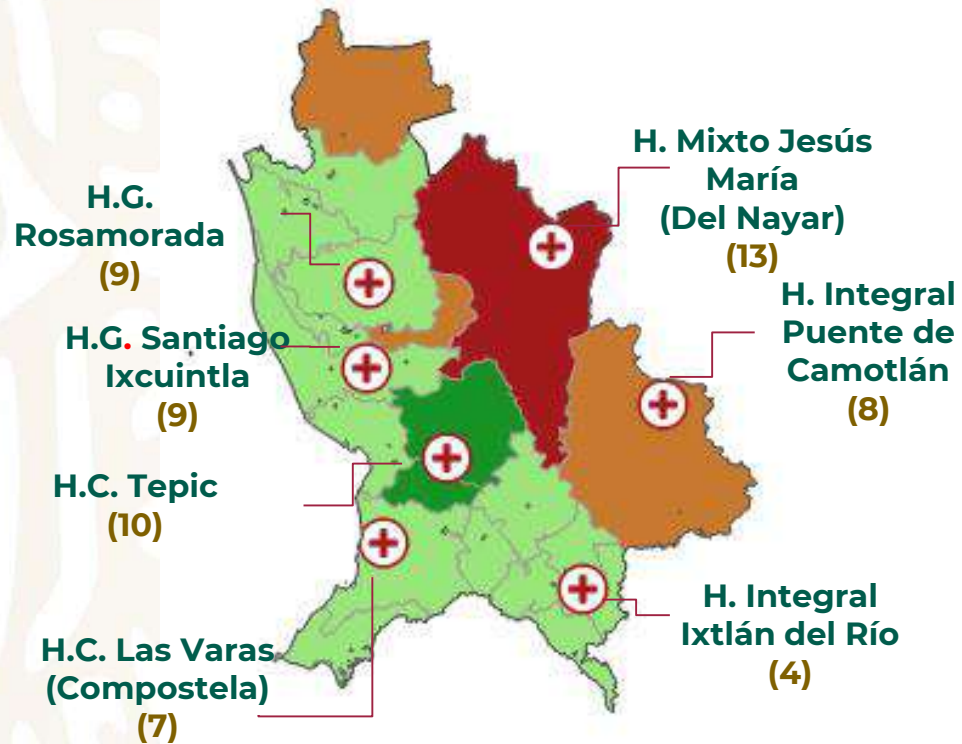 H. Mixto Jesús
María
(Del Nayar)
(13)
H.G.
Rosamorada
(9)
H. Integral
Puente de
Camotlán
(8)
H.G. Santiago
Ixcuintla
(9)
H.C. Tepic
(10)
H. Integral
Ixtlán del Río
(4)
H.C. Las Varas
(Compostela)
(7)